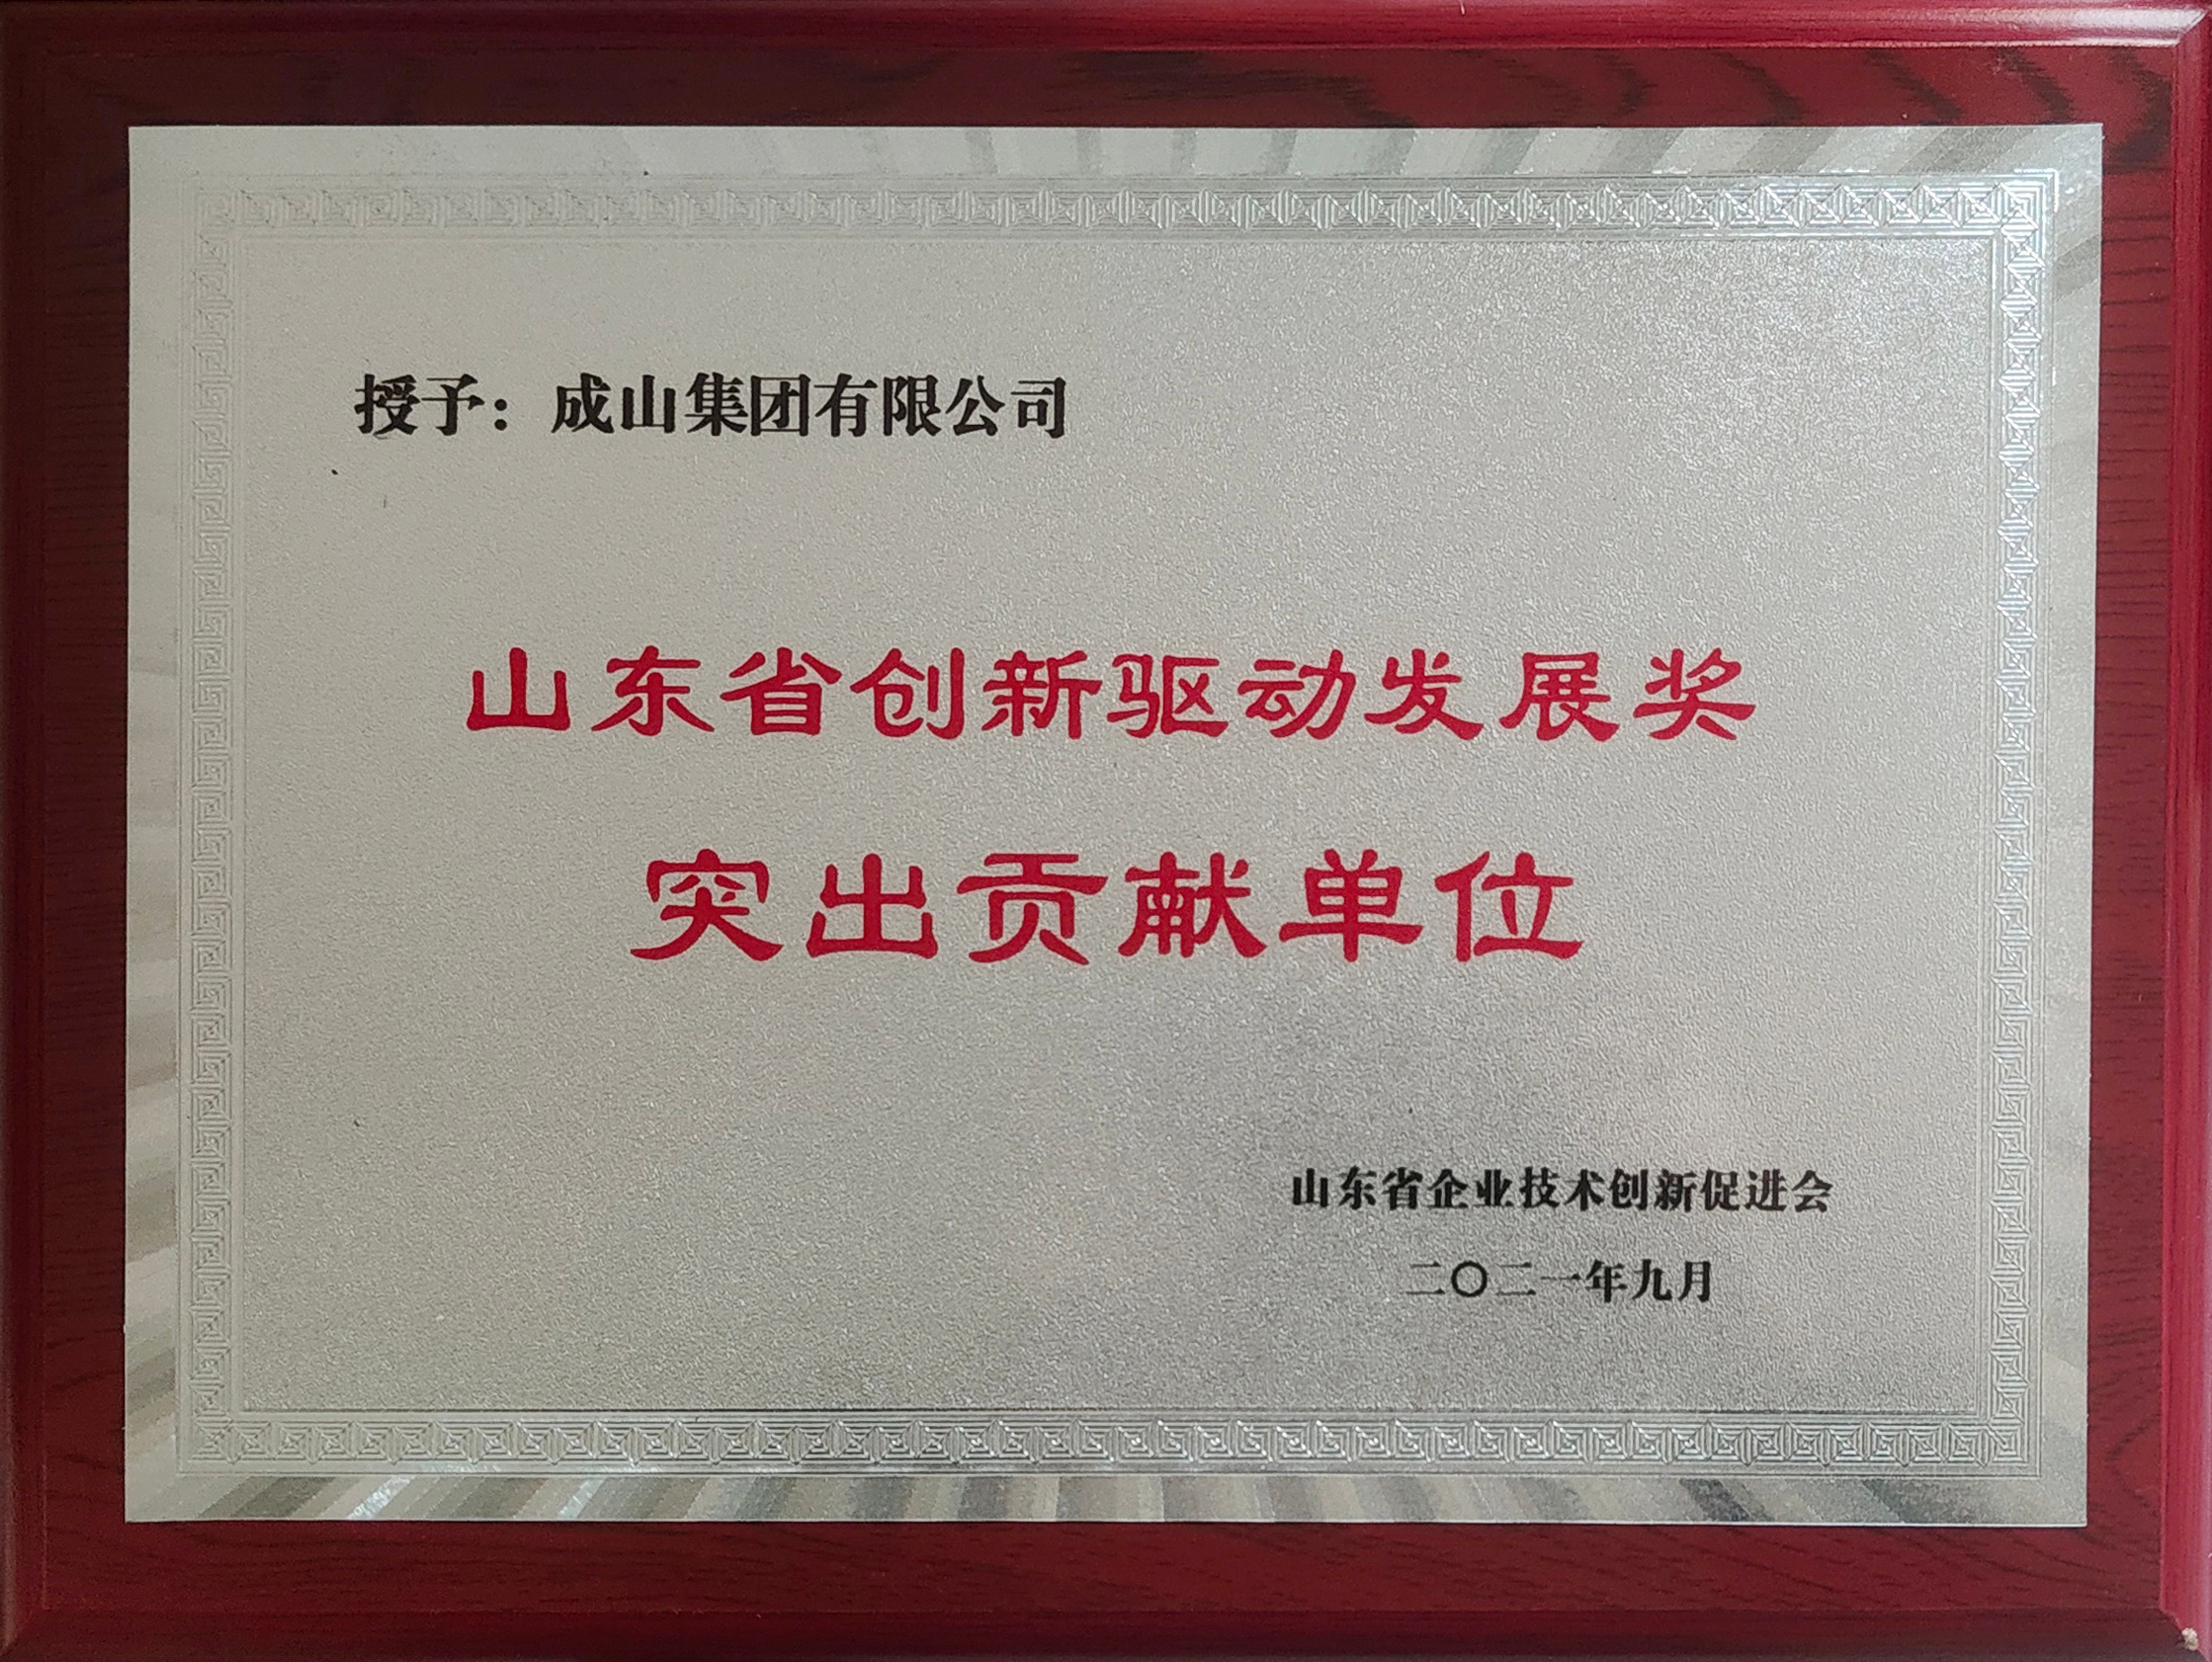 授予：成山集团有限公司
山东省创新驱动发展奖
突出贡献单位
山东省企业技术创新促进会
二〇二一年九月